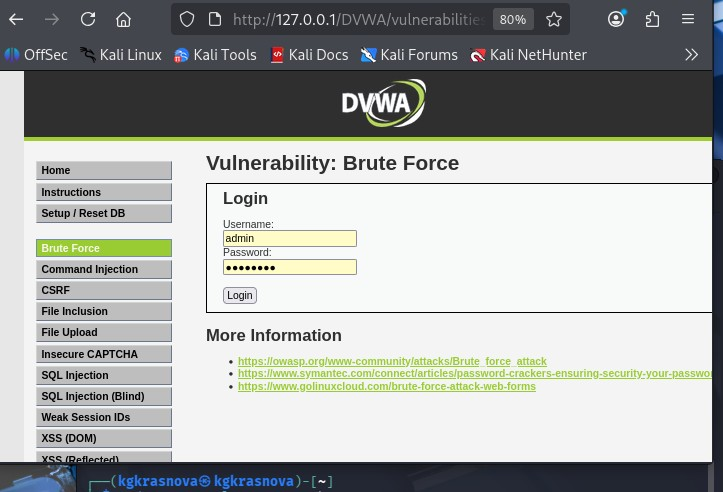 http://127.0.0.1/DVWA/vulnerabilities
80%
OffSec
Kali Linux
Kali Tools
Kali Docs
Kali Forums
Kali NetHunter
DVWA
Vulnerability: Brute Force
Home
Instructions
Setup / Reset DB
Brute Force
Command Injection
CSRF
File Inclusion
File Upload
Insecure CAPTCHA
SQL Injection
SQL Injection (Blind)
Weak Session IDs
XSS (DOM)
XSS (Reflected)
Login
Username:
admin
Password:
●●●●●●●●
Login
More Information
https://owasp.org/www-community/attacks/Brute_force_attack
https://www.symantec.com/connect/articles/password-crackers-ensuring-security-your-passwor
https://www.golinuxcloud.com/brute-force-attack-web-forms
┌──(kgkrasnova㉿kgkrasnova)-[~]